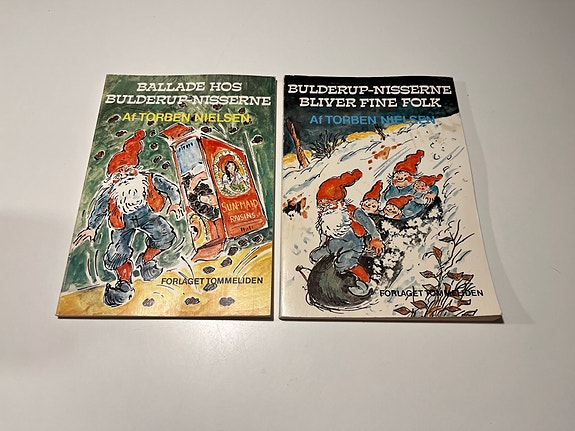 BALLADE HOS
BULDERUP-NISSERNE
Af TORBEN NIELSEN
SUN-MAID
RAISINS
FORLAGET TOMMELIDEN
BULDERUP-NISSERNE
BLIVER FINE FOLK
Af TORBEN NIELSEN
FORLAGET TOMMELIDEN